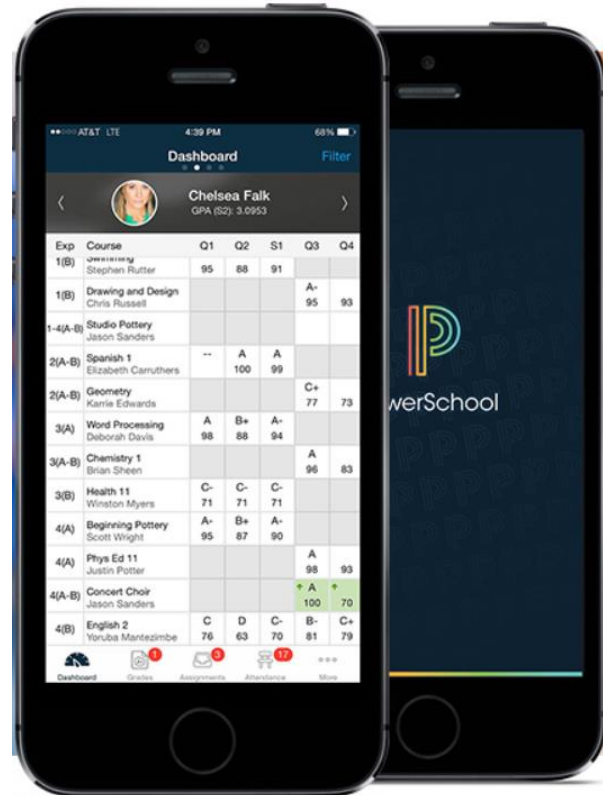 AT&T LTE 4:39 PM 68%
Dashboard Filter
Chelsea Falk
GPA (S2): 3.0953
Exp Course Q1 Q2 S1 Q3 Q4
1(B) Swimming
Stephen Rutter 95 88 91
1(B) Drawing and Design A-
Chris Russell 95 93
1-4(A-B) Studio Pottery
Jason Sanders
2(A-B) Spanish 1 -- A A
Elizabeth Carruthers 100 99
2(A-B) Geometry C+
Karrie Edwards 77 73
3(A) Word Processing A B+ A-
Deborah Davis 98 88 94
3(A-B) Chemistry 1 A
Brian Sheen 96 83
3(B) Health 11 C- C- C-
Winston Myers 71 71 71
4(A) Beginning Pottery A- B+ A-
Scott Wright 95 87 90
4(A) Phys Ed 11 A
Justin Potter 98 93
4(A-B) Concert Choir A
Jason Sanders 100 70
4(B) English 2 C D C- B- C+
Yoruba Mantezimbe 76 63 70 81 79
1 3 17
Dashboard Grades Assignments Attendance More
werSchool